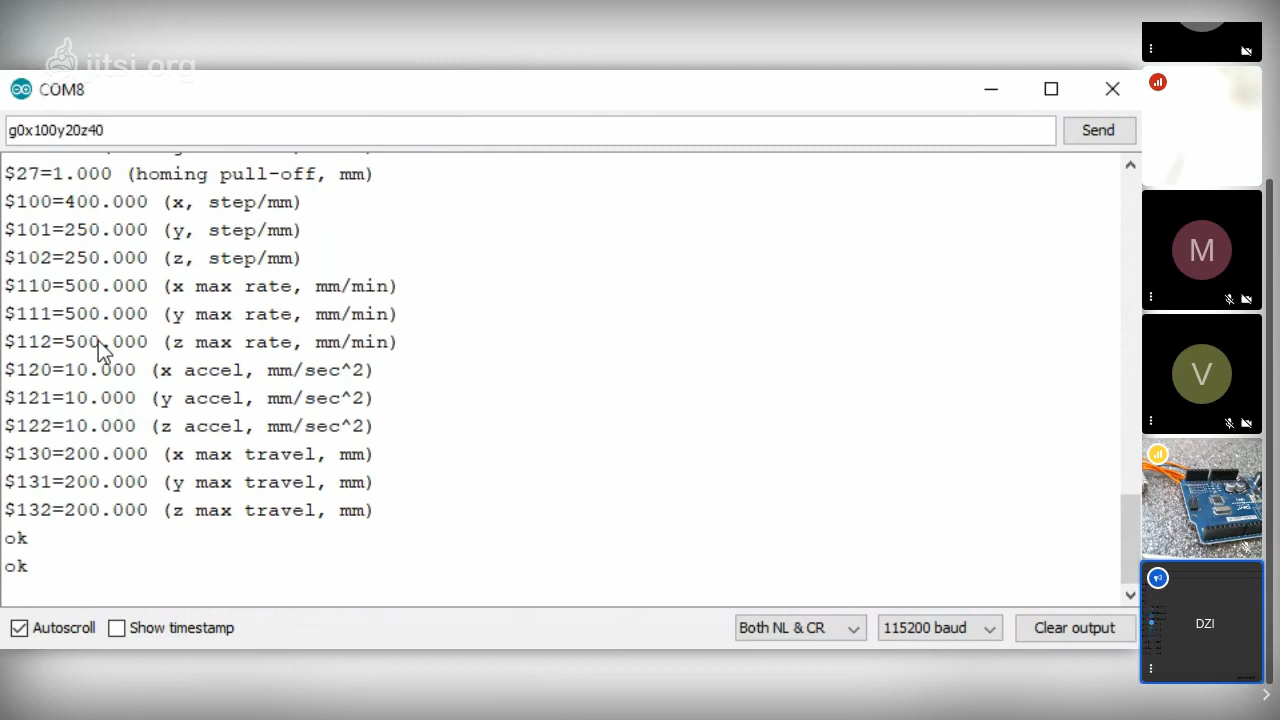 jitsi.org
COM8
g0x100y20z40
Send
$27=1.000 (homing pull-off, mm)
$100=400.000 (x, step/mm)
$101=250.000 (y, step/mm)
$102=250.000 (z, step/mm)
$110=500.000 (x max rate, mm/min)
$111=500.000 (y max rate, mm/min)
$112=500.000 (z max rate, mm/min)
$120=10.000 (x accel, mm/sec^2)
$121=10.000 (y accel, mm/sec^2)
$122=10.000 (z accel, mm/sec^2)
$130=200.000 (x max travel, mm)
$131=200.000 (y max travel, mm)
$132=200.000 (z max travel, mm)
ok
ok
Autoscroll
Show timestamp
Both NL & CR
115200 baud
Clear output
M
V
DZI